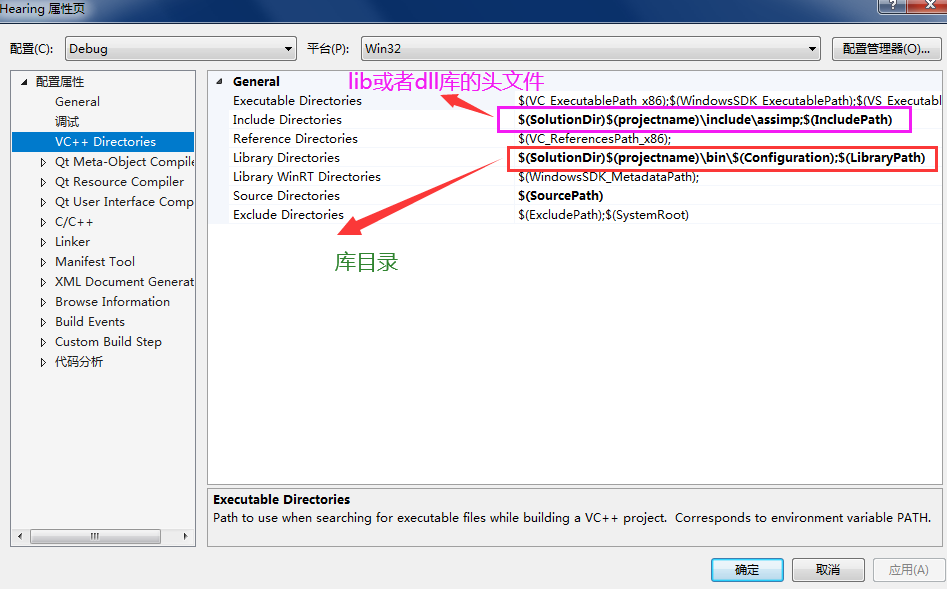 Hearing 属性页
配置(C): Debug 平台(P): Win32 配置管理器(O)...
配置属性
General
调试
VC++ Directories
Qt Meta-Object Compile
Qt Resource Compiler
Qt User Interface Comp
C/C++
Linker
Manifest Tool
XML Document Generat
Browse Information
Build Events
Custom Build Step
代码分析
General
lib或者dll库的头文件
Executable Directories $(VC_ExecutablePath_x86);$(WindowsSDK_ExecutablePath);$(VS_Executabl
Include Directories $(SolutionDir)$(projectname)\include\assimp;$(IncludePath)
Reference Directories $(VC_ReferencesPath_x86);
Library Directories $(SolutionDir)$(projectname)\bin\$(Configuration);$(LibraryPath)
Library WinRT Directories $(WindowsSDK_MetadataPath);
Source Directories $(SourcePath)
Exclude Directories $(ExcludePath);$(SystemRoot)
库目录
Executable Directories
Path to use when searching for executable files while building a VC++ project.  Corresponds to environment variable PATH.
确定 取消 应用(A)